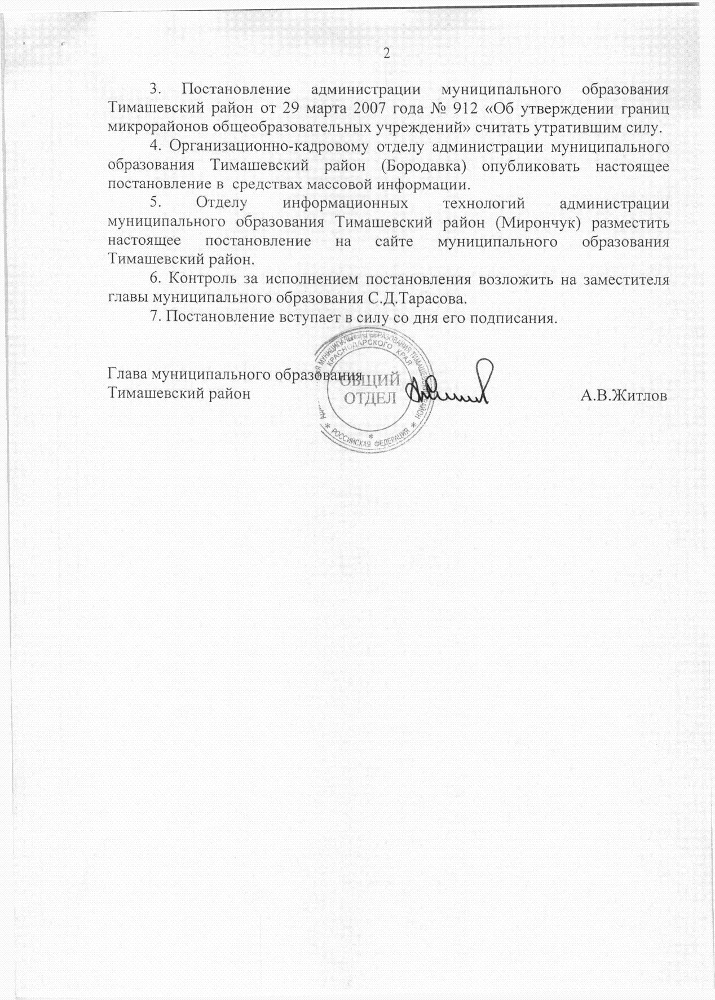 2
3. Постановление администрации муниципального образования
Тимашевский район от 29 марта 2007 года № 912 «Об утверждении границ
микрорайонов общеобразовательных учреждений» считать утратившим силу.
4. Организационно-кадровому отделу администрации муниципального
образования Тимашевский район (Бородавка) опубликовать настоящее
постановление в средствах массовой информации.
5. Отделу информационных технологий администрации
муниципального образования Тимашевский район (Мирончук) разместить
настоящее постановление на сайте муниципального образования
Тимашевский район.
6. Контроль за исполнением постановления возложить на заместителя
главы муниципального образования С.Д.Тарасова.
7. Постановление вступает в силу со дня его подписания.
Глава муниципального образования
Тимашевский район
А.В.Житлов
МУНИЦИПАЛЬНОГО ОБРАЗОВАНИЯ ТИМАШЕВСКИЙ РАЙОН
КРАСНОДАРСКОГО КРАЯ
ОБЩИЙ
ОТДЕЛ
* РОССИЙСКАЯ ФЕДЕРАЦИЯ *